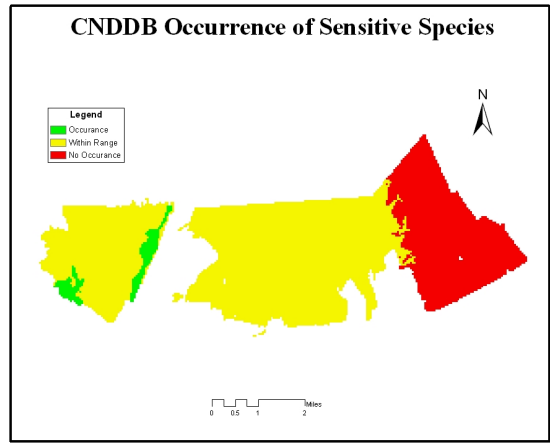 CNDDB Occurrence of Sensitive Species
N
Legend
Occurance
Within Range
No Occurance
Miles
0 0.5 1 2